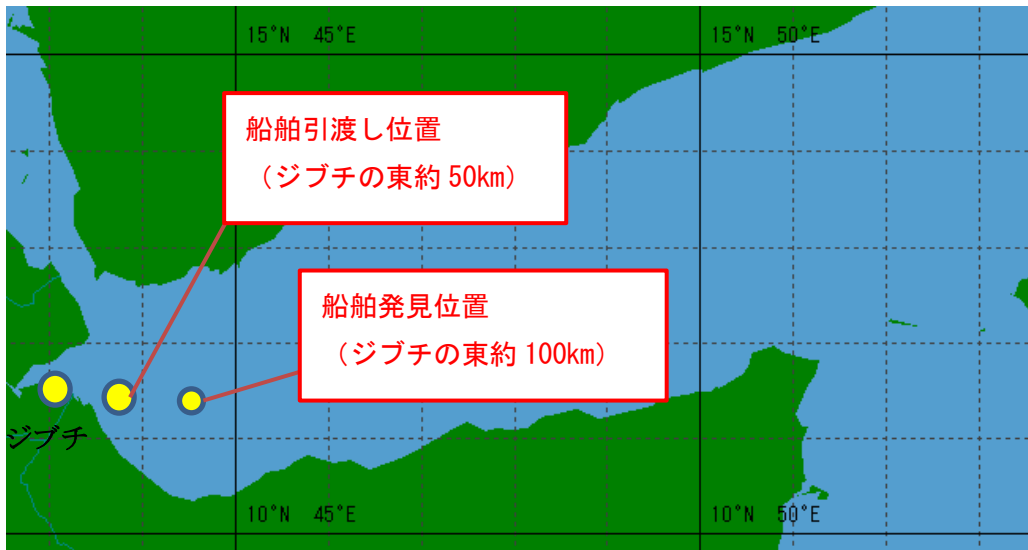 15°N 45°E
15°N 50°E
船舶引渡し位置
（ジブチの東約 50km）
船舶発見位置
（ジブチの東約 100km）
ジブチ
10°N 45°E
10°N 50°E